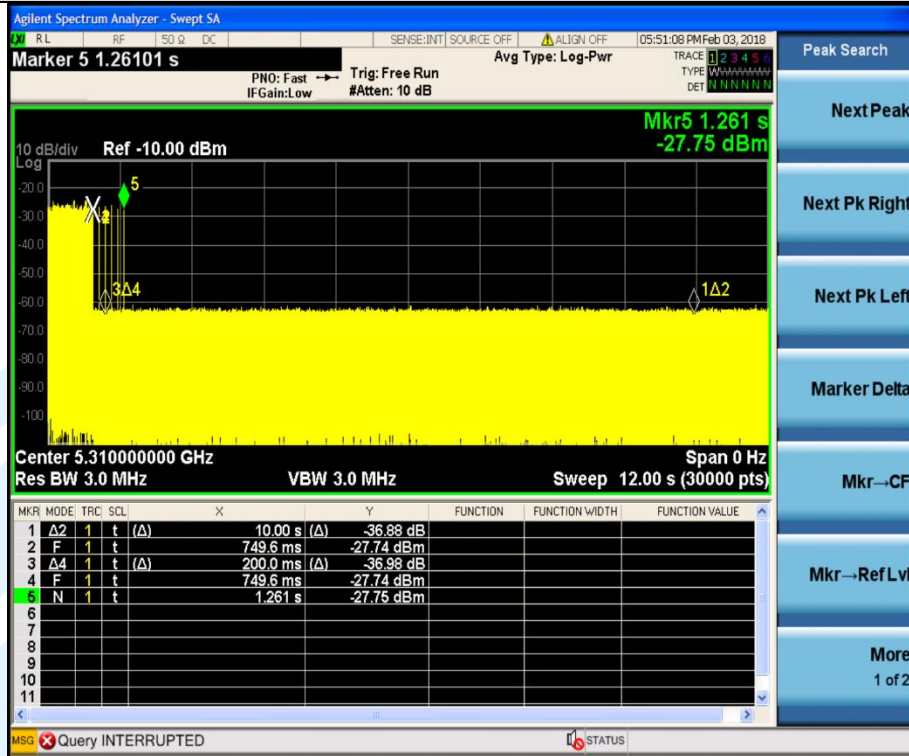 Agilent Spectrum Analyzer - Swept SA
LXI RL RF 50 Ω DC SENSE:INT SOURCE OFF ALIGN OFF 05:51:08 PM Feb 03, 2018
Marker 5 1.26101 s
Avg Type: Log-Pwr
TRACE 1 2 3 4 5 6
PNO: Fast Trig: Free Run
TYPE WWWWWW
IFGain:Low #Atten: 10 dB
DET N N N N N N
Peak Search
Next Peak
Next Pk Right
Next Pk Left
Marker Delta
Mkr→CF
Mkr→Ref Lvl
More
1 of 2
Mkr5 1.261 s
-27.75 dBm
10 dB/div Ref -10.00 dBm
Log
-20.0
-30.0
-40.0
-50.0
-60.0
-70.0
-80.0
-90.0
-100
5
3Δ4
1Δ2
Center 5.310000000 GHz Span 0 Hz
Res BW 3.0 MHz VBW 3.0 MHz Sweep 12.00 s (30000 pts)
MKR MODE TRC SCL X Y FUNCTION FUNCTION WIDTH FUNCTION VALUE
1 Δ2 1 t (Δ) 10.00 s (Δ) -36.88 dB
2 F 1 t 749.6 ms -27.74 dBm
3 Δ4 1 t (Δ) 200.0 ms (Δ) -36.98 dB
4 F 1 t 749.6 ms -27.74 dBm
5 N 1 t 1.261 s -27.75 dBm
6
7
8
9
10
11
MSG Query INTERRUPTED STATUS